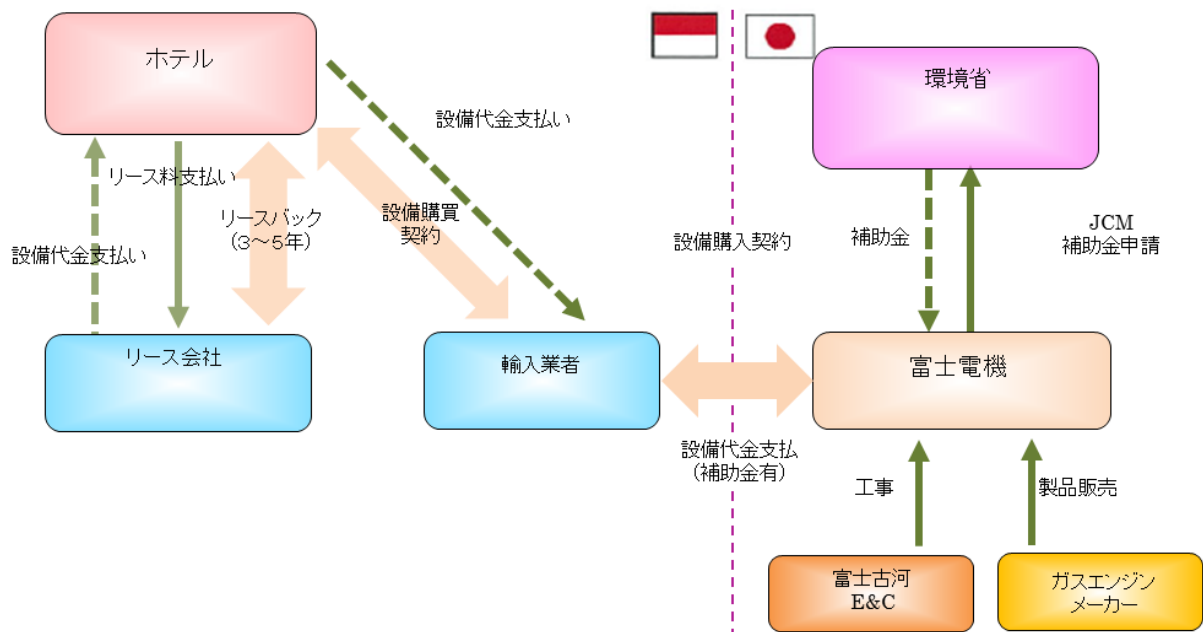 ホテル
環境省
設備代金支払い
リース料支払い
リースバック
(3~5年)
設備購買
契約
設備代金支払い
設備購入契約
補助金
JCM
補助金申請
リース会社
輸入業者
富士電機
設備代金支払
(補助金有)
工事
製品販売
富士古河
E&C
ガスエンジン
メーカー